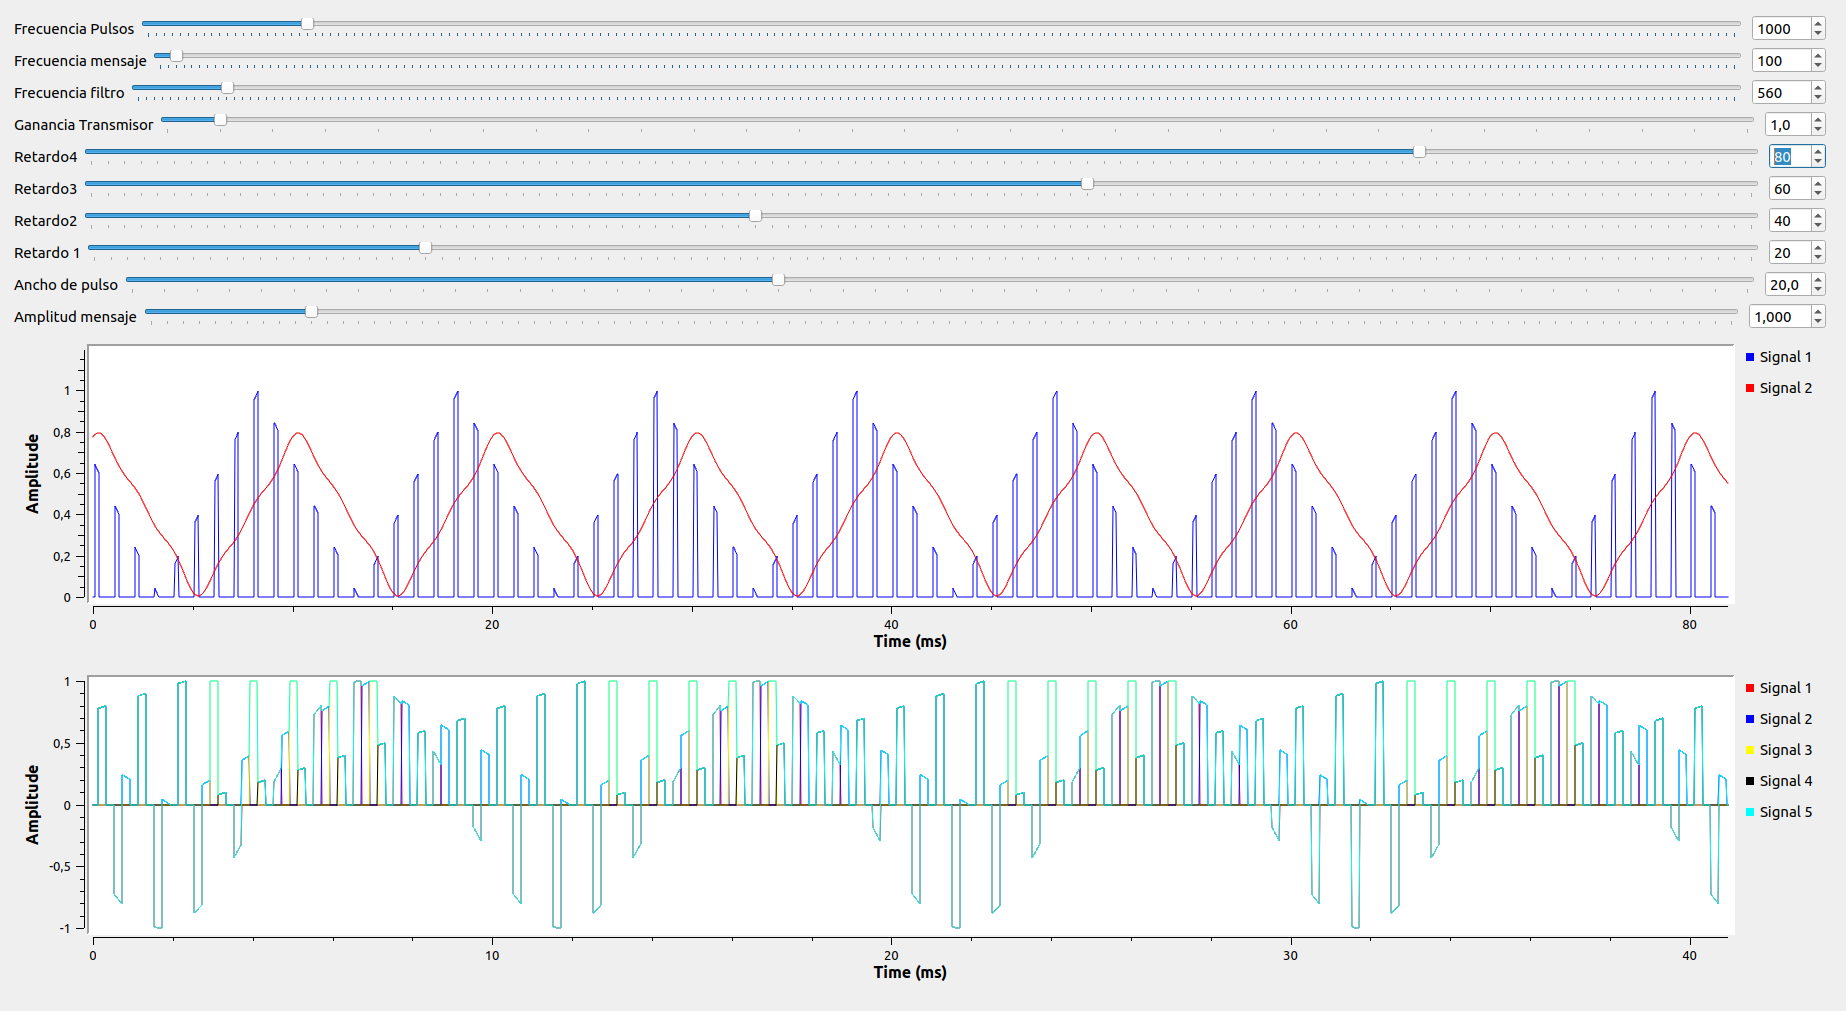 Frecuencia Pulsos 1000
Frecuencia mensaje 100
Frecuencia filtro 560
Ganancia Transmisor 1,0
Retardo4 80
Retardo3 60
Retardo2 40
Retardo 1 20
Ancho de pulso 20,0
Amplitud mensaje 1,000
Amplitude
1
0,8
0,6
0,4
0,2
0
0 20 40 60 80
Time (ms)
Signal 1
Signal 2
Amplitude
1
0,5
0
-0,5
-1
0 10 20 30 40
Time (ms)
Signal 1
Signal 2
Signal 3
Signal 4
Signal 5